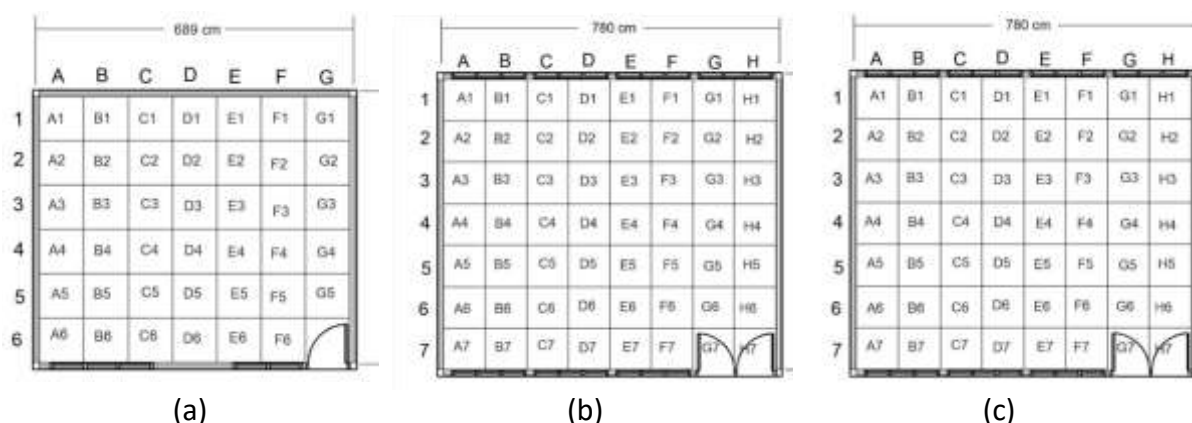 689 cm
A B C D E F G
1 A1 B1 C1 D1 E1 F1 G1
2 A2 B2 C2 D2 E2 F2 G2
3 A3 B3 C3 D3 E3 F3 G3
4 A4 B4 C4 D4 E4 F4 G4
5 A5 B5 C5 D5 E5 F5 G5
6 A6 B6 C6 D6 E6 F6
(a)
780 cm
A B C D E F G H
1 A1 B1 C1 D1 E1 F1 G1 H1
2 A2 B2 C2 D2 E2 F2 G2 H2
3 A3 B3 C3 D3 E3 F3 G3 H3
4 A4 B4 C4 D4 E4 F4 G4 H4
5 A5 B5 C5 D5 E5 F5 G5 H5
6 A6 B6 C6 D6 E6 F6 G6 H6
7 A7 B7 C7 D7 E7 F7 G7 H7
(b)
780 cm
A B C D E F G H
1 A1 B1 C1 D1 E1 F1 G1 H1
2 A2 B2 C2 D2 E2 F2 G2 H2
3 A3 B3 C3 D3 E3 F3 G3 H3
4 A4 B4 C4 D4 E4 F4 G4 H4
5 A5 B5 C5 D5 E5 F5 G5 H5
6 A6 B6 C6 D6 E6 F6 G6 H6
7 A7 B7 C7 D7 E7 F7 G7 H7
(c)